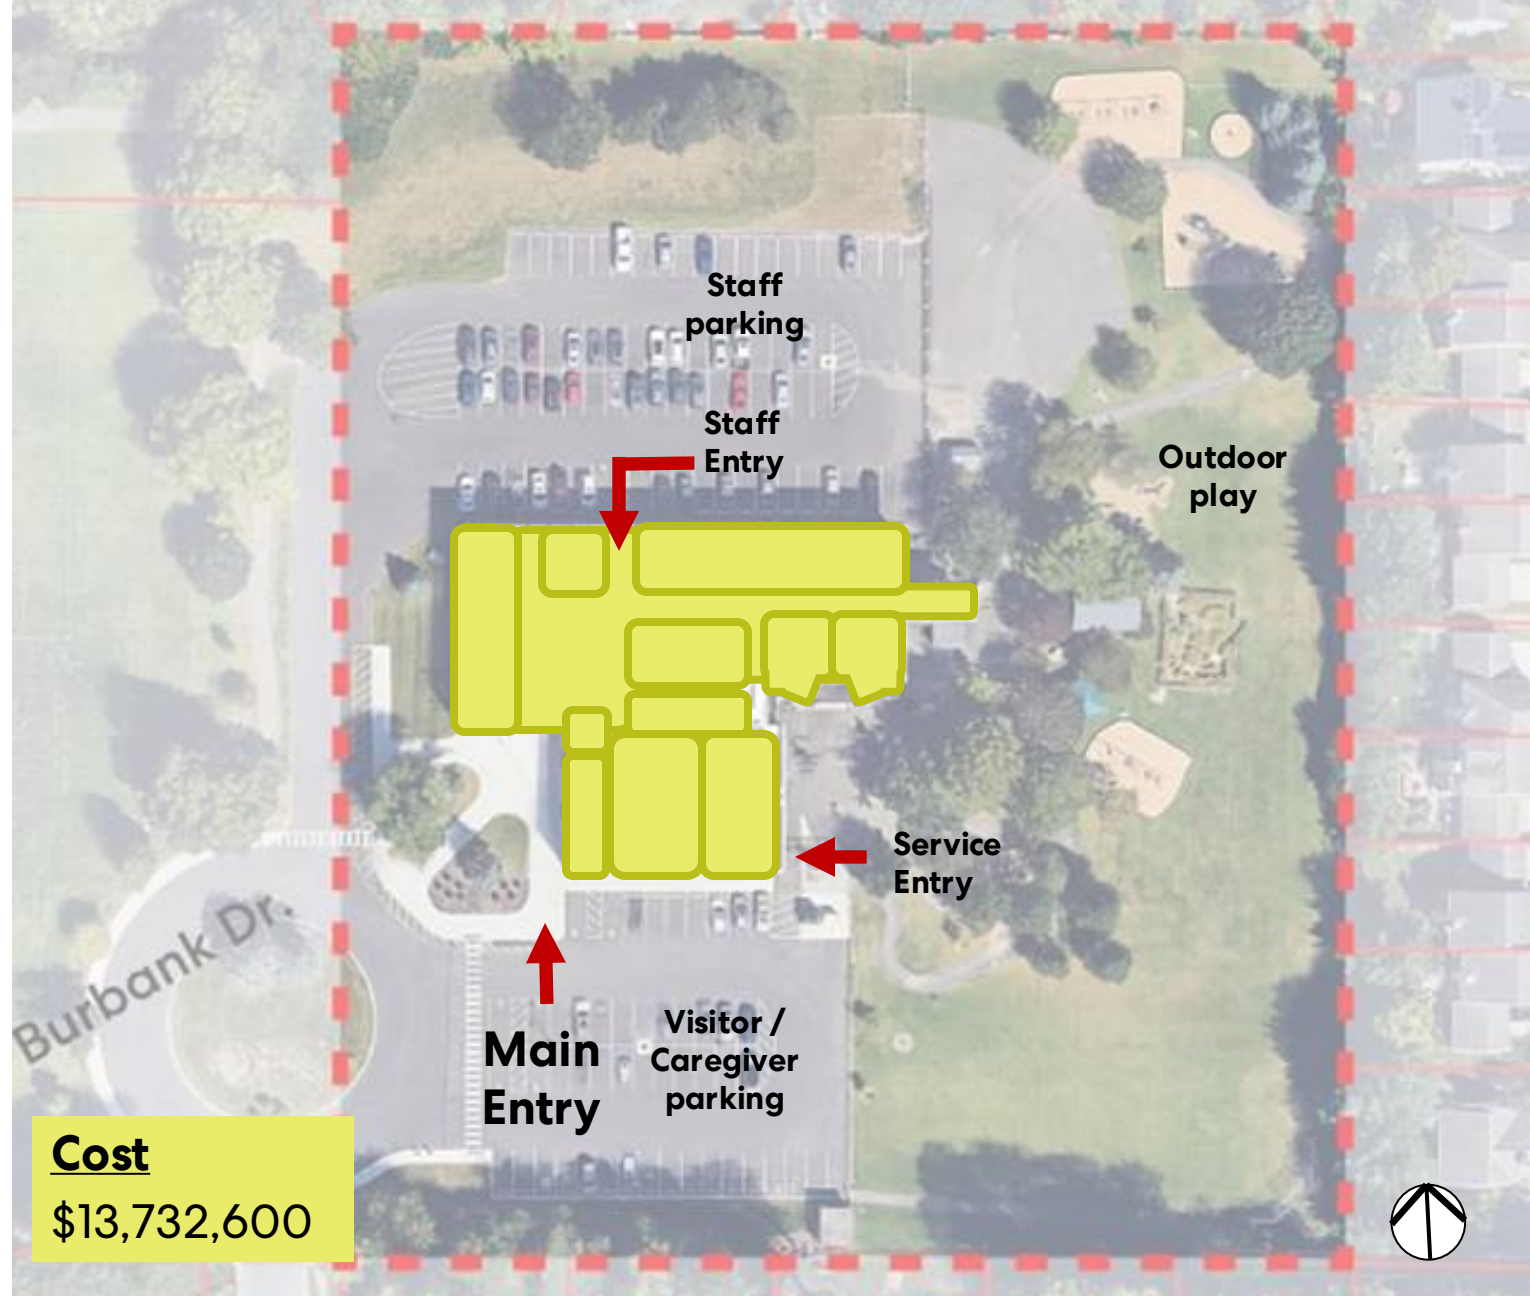 Staff
parking
Staff
Entry
Outdoor
play
Service
Entry
Burbank Dr.
Main
Entry
Visitor /
Caregiver
parking
Cost
$13,732,600